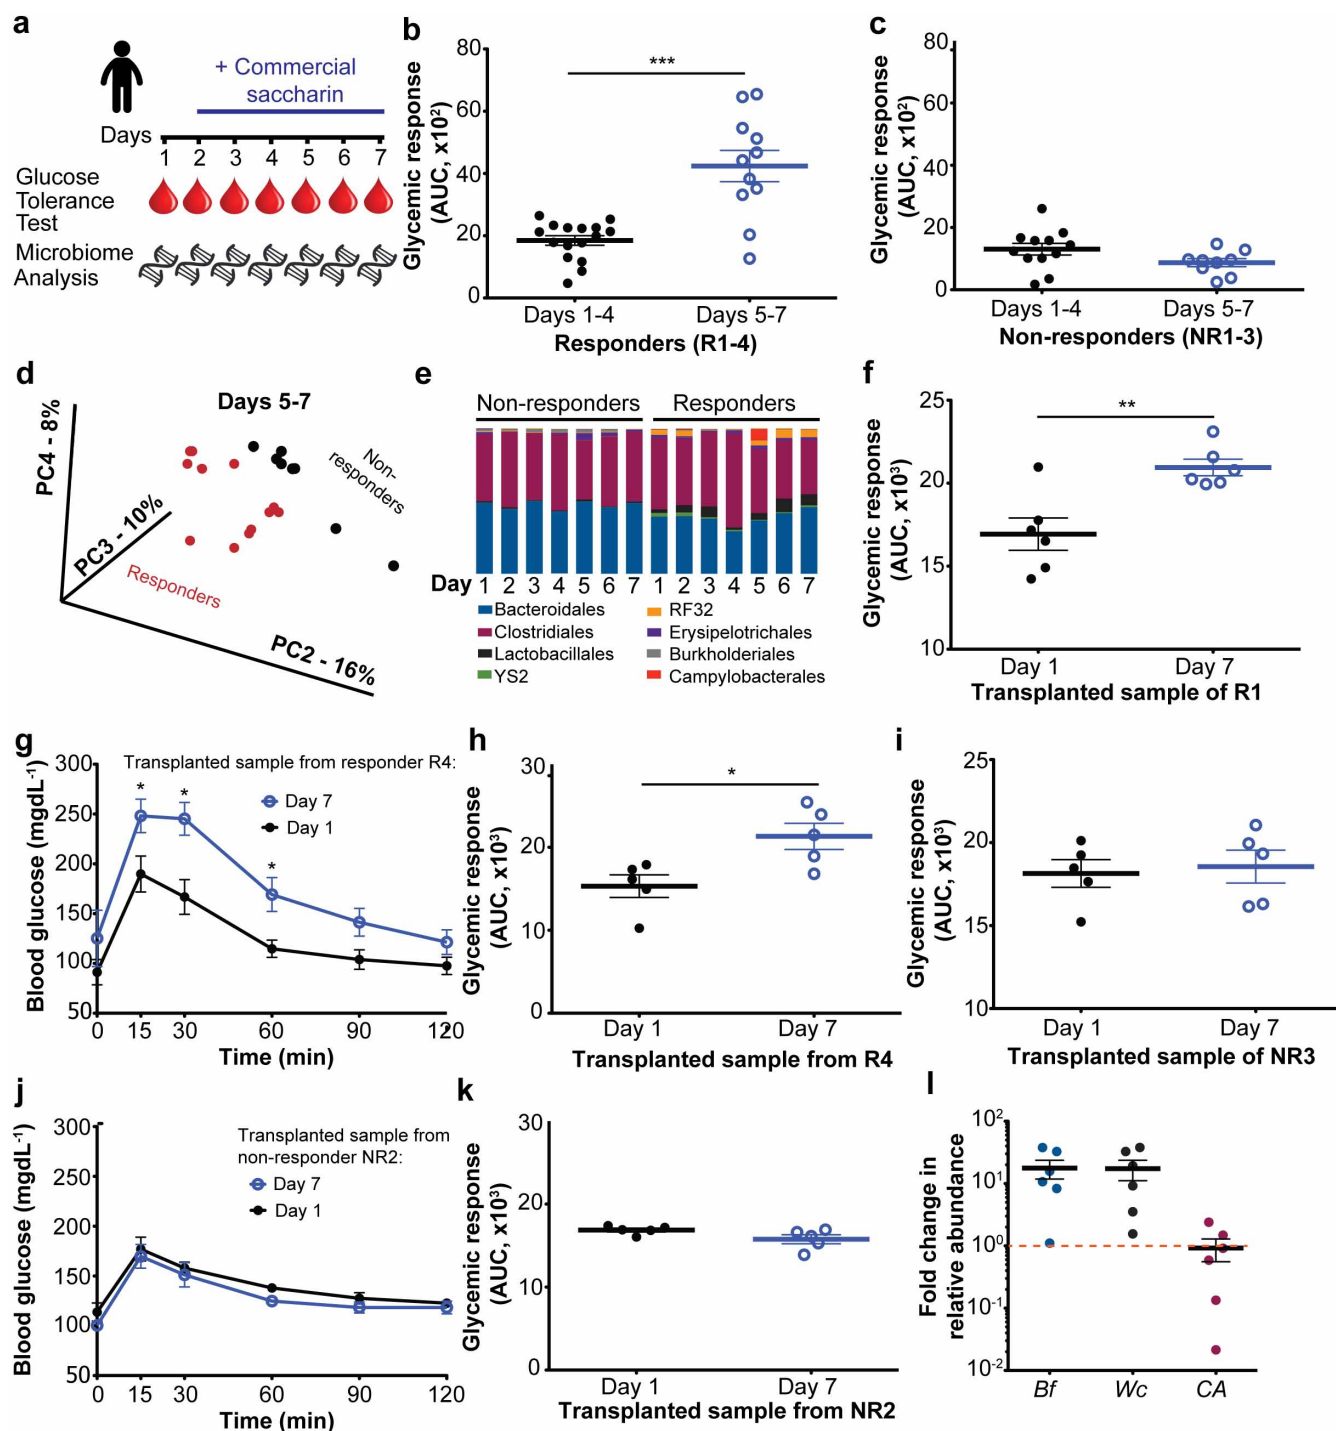 a
+ Commercial
saccharin
Days
1 2 3 4 5 6 7
Glucose
Tolerance
Test
Microbiome
Analysis
b
Glycemic response
(AUC, x10²)
80
60
40
20
0
***
Days 1-4
Days 5-7
Responders (R1-4)
c
Glycemic response
(AUC, x10²)
80
60
40
20
0
Days 1-4
Days 5-7
Non-responders (NR1-3)
d
Days 5-7
PC4 - 8%
PC3 - 10%
PC2 - 16%
Non-
responders
Responders
e
Non-responders
Responders
Day 1 2 3 4 5 6 7 1 2 3 4 5 6 7
Bacteroidales
Clostridiales
Lactobacillales
YS2
RF32
Erysipelotrichales
Burkholderiales
Campylobacterales
f
Glycemic response
(AUC, x10³)
25
20
15
10
**
Day 1
Day 7
Transplanted sample of R1
g
Transplanted sample from responder R4:
Day 7
Day 1
Blood glucose (mgdL⁻¹)
300
250
200
150
100
50
* * *
0 15 30 60 90 120
Time (min)
h
Glycemic response
(AUC, x10³)
30
20
10
0
*
Day 1
Day 7
Transplanted sample from R4
i
Glycemic response
(AUC, x10³)
25
20
15
10
Day 1
Day 7
Transplanted sample of NR3
j
Transplanted sample from
non-responder NR2:
Day 7
Day 1
Blood glucose (mgdL⁻¹)
300
250
200
150
100
50
0 15 30 60 90 120
Time (min)
k
Glycemic response
(AUC, x10³)
30
20
10
0
Day 1
Day 7
Transplanted sample from NR2
l
Fold change in
relative abundance
10²
10¹
10⁰
10⁻¹
10⁻²
Bf
Wc
CA